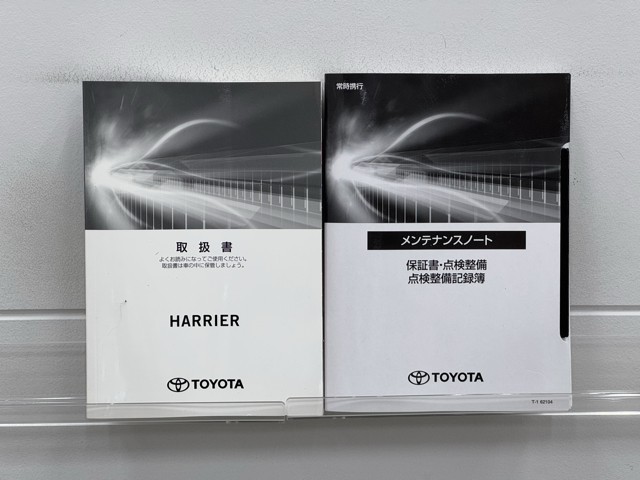 取扱書
よくお読みになってご使用ください。
取扱書は車の中に保管しましょう。
HARRIER
TOYOTA
常時携行
メンテナンスノート
保証書・点検整備
点検整備記録簿
TOYOTA
T-1 62104